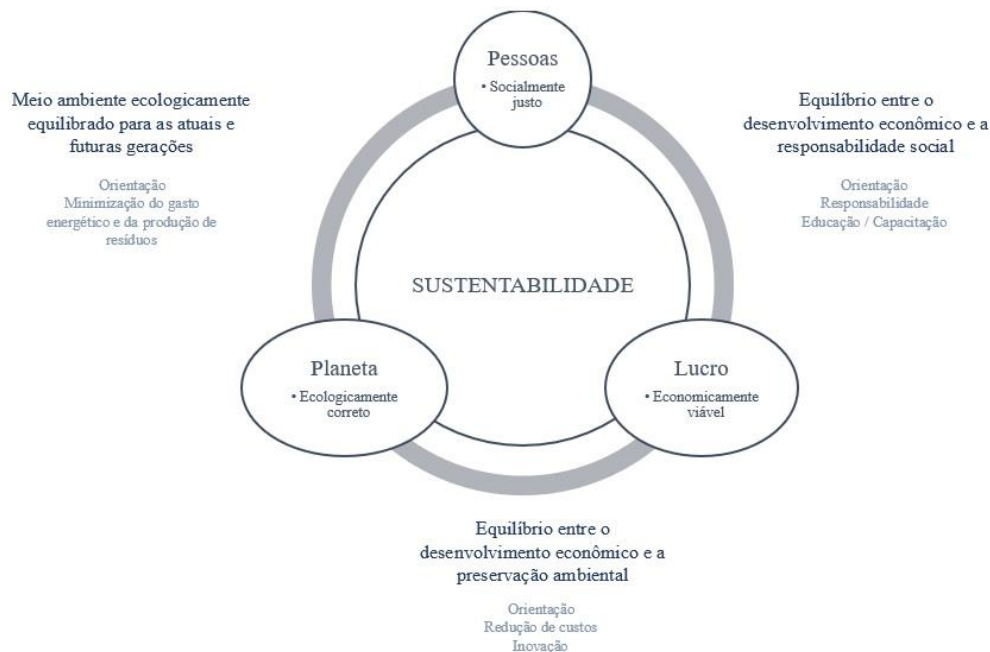 Pessoas
• Socialmente
justo
Meio ambiente ecologicamente
equilibrado para as atuais e
futuras gerações
Orientação
Minimização do gasto
energético e da produção de
resíduos
Equilíbrio entre o
desenvolvimento econômico e a
responsabilidade social
Orientação
Responsabilidade
Educação / Capacitação
SUSTENTABILIDADE
Planeta
• Ecologicamente
correto
Lucro
• Economicamente
viável
Equilíbrio entre o
desenvolvimento econômico e a
preservação ambiental
Orientação
Redução de custos
Inovação